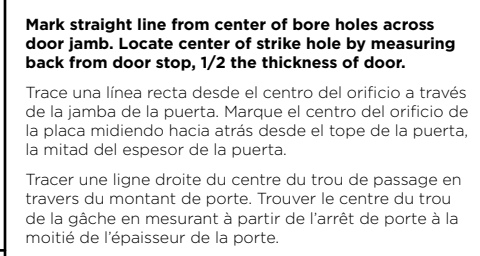 Mark straight line from center of bore holes across
door jamb. Locate center of strike hole by measuring
back from door stop, 1/2 the thickness of door.
Trace una línea recta desde el centro del orificio a través
de la jamba de la puerta. Marque el centro del orificio de
la placa midiendo hacia atrás desde el tope de la puerta,
la mitad del espesor de la puerta.
Tracer une ligne droite du centre du trou de passage en
travers du montant de porte. Trouver le centre du trou
de la gâche en mesurant à partir de l'arrêt de porte à la
moitié de l'épaisseur de la porte.